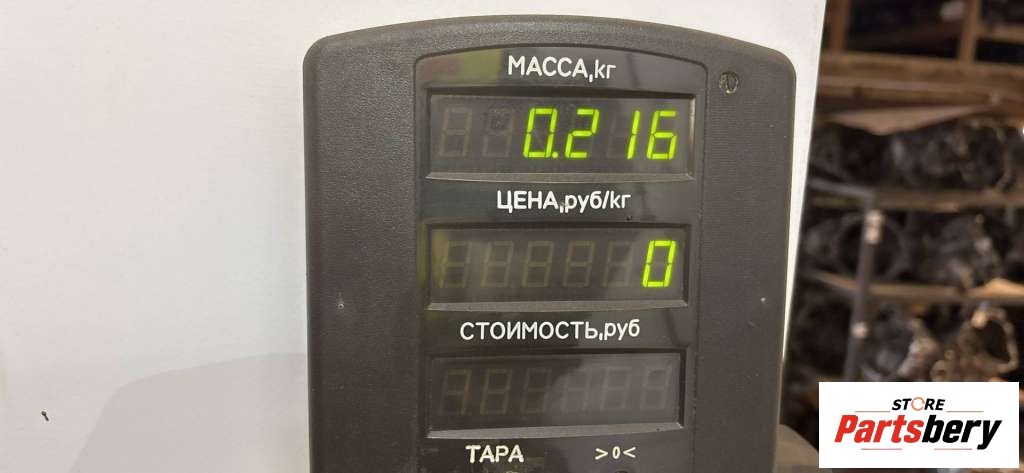 МАССА,кг
0.216
ЦЕНА,руб/кг
0
СТОИМОСТЬ,руб
ТАРА >0<
STORE
Partsbery